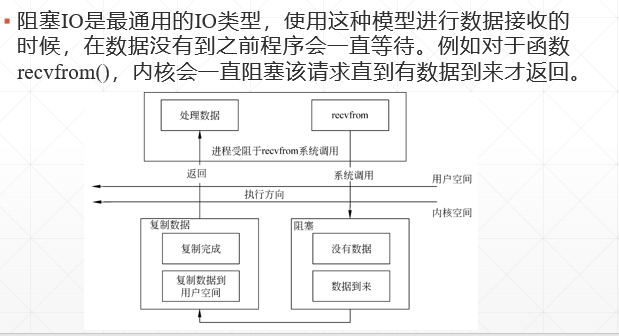 阻塞IO是最通用的IO类型，使用这种模型进行数据接收的
时候，在数据没有到之前程序会一直等待。例如对于函数
recvfrom()，内核会一直阻塞该请求直到有数据到来才返回。
处理数据
recvfrom
进程受阻于recvfrom系统调用
返回
系统调用
用户空间
执行方向
内核空间
复制数据
阻塞
复制完成
没有数据
复制数据到
用户空间
数据到来